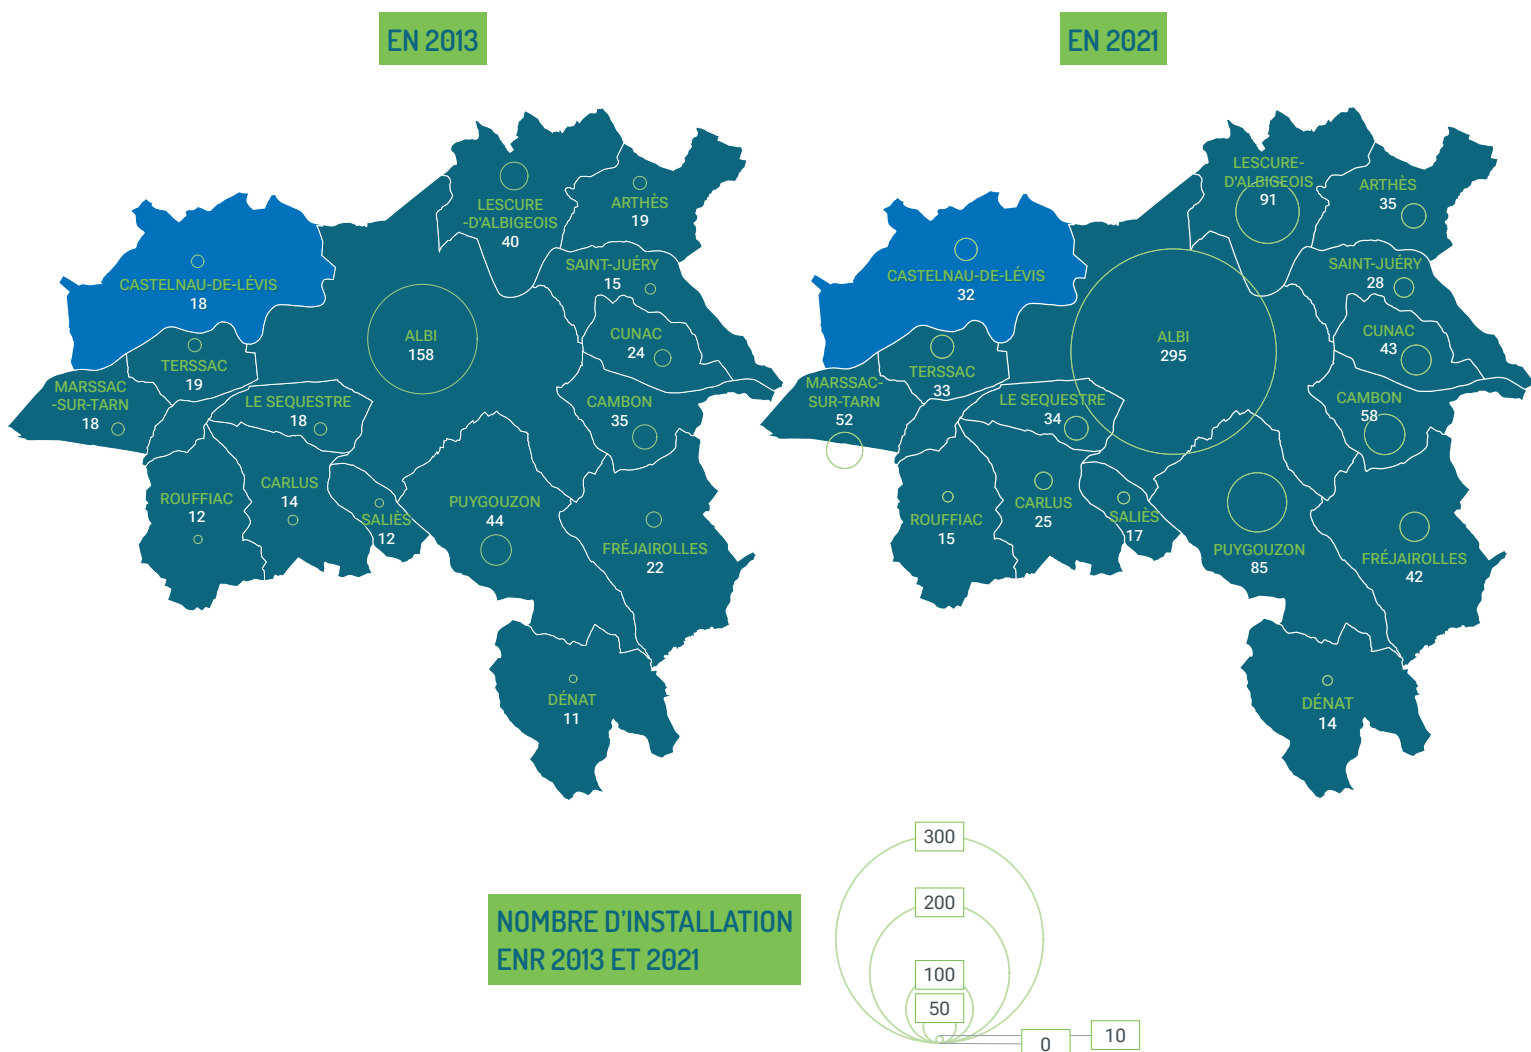 EN 2013
LESCURE
-D'ALBIGEOIS
40
ARTHÈS
19
SAINT-JUÉRY
15
CASTELNAU-DE-LÉVIS
18
ALBI
158
CUNAC
24
TERSSAC
19
MARSSAC
-SUR-TARN
18
LE SEQUESTRE
18
CAMBON
35
ROUFFIAC
12
CARLUS
14
SALIÈS
12
PUYGOUZON
44
FRÉJAIROLLES
22
DÉNAT
11
EN 2021
LESCURE-
D'ALBIGEOIS
91
ARTHÈS
35
SAINT-JUÉRY
28
CASTELNAU-DE-LÉVIS
32
ALBI
295
CUNAC
43
TERSSAC
33
MARSSAC-
SUR-TARN
52
LE SEQUESTRE
34
CAMBON
58
ROUFFIAC
15
CARLUS
25
SALIÈS
17
PUYGOUZON
85
FRÉJAIROLLES
42
DÉNAT
14
NOMBRE D'INSTALLATION
ENR 2013 ET 2021
300
200
100
50
10
0